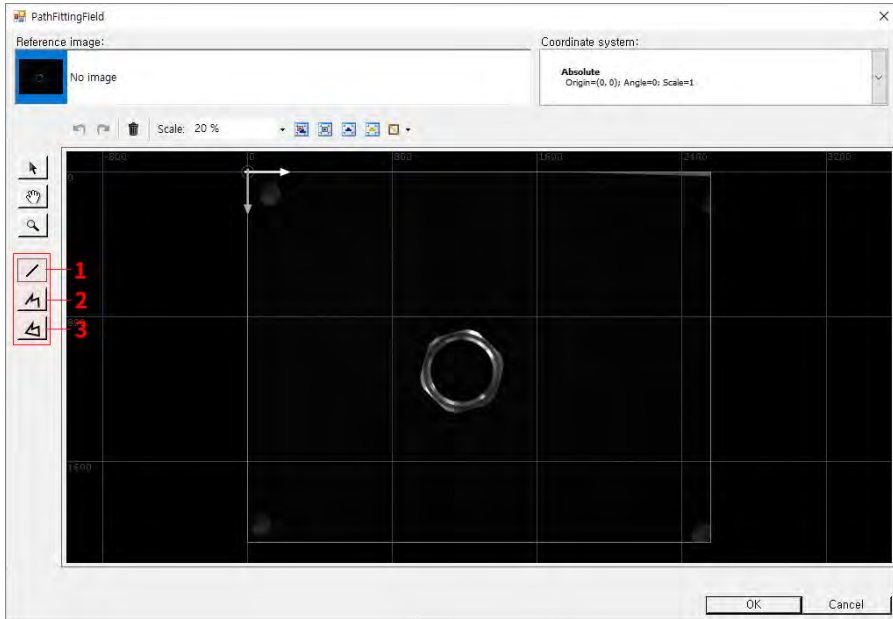 PathFittingField
Reference image:
Coordinate system:
No image
Absolute
Origin=(0, 0); Angle=0; Scale=1
Scale: 20 %
-800 0 800 1600 2400 3200
0
1
2
800
3
1600
OK Cancel